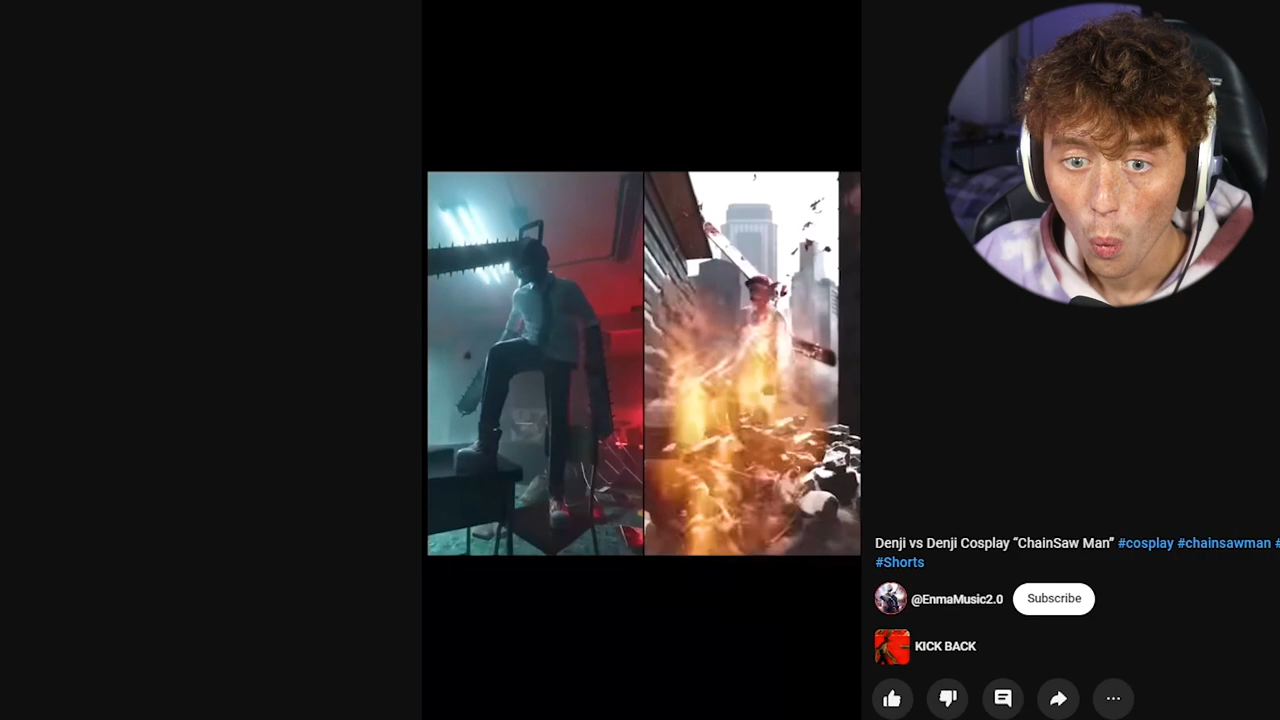 Denji vs Denji Cosplay “ChainSaw Man” #cosplay #chainsawman #
#Shorts
@EnmaMusic2.0 Subscribe
KICK BACK